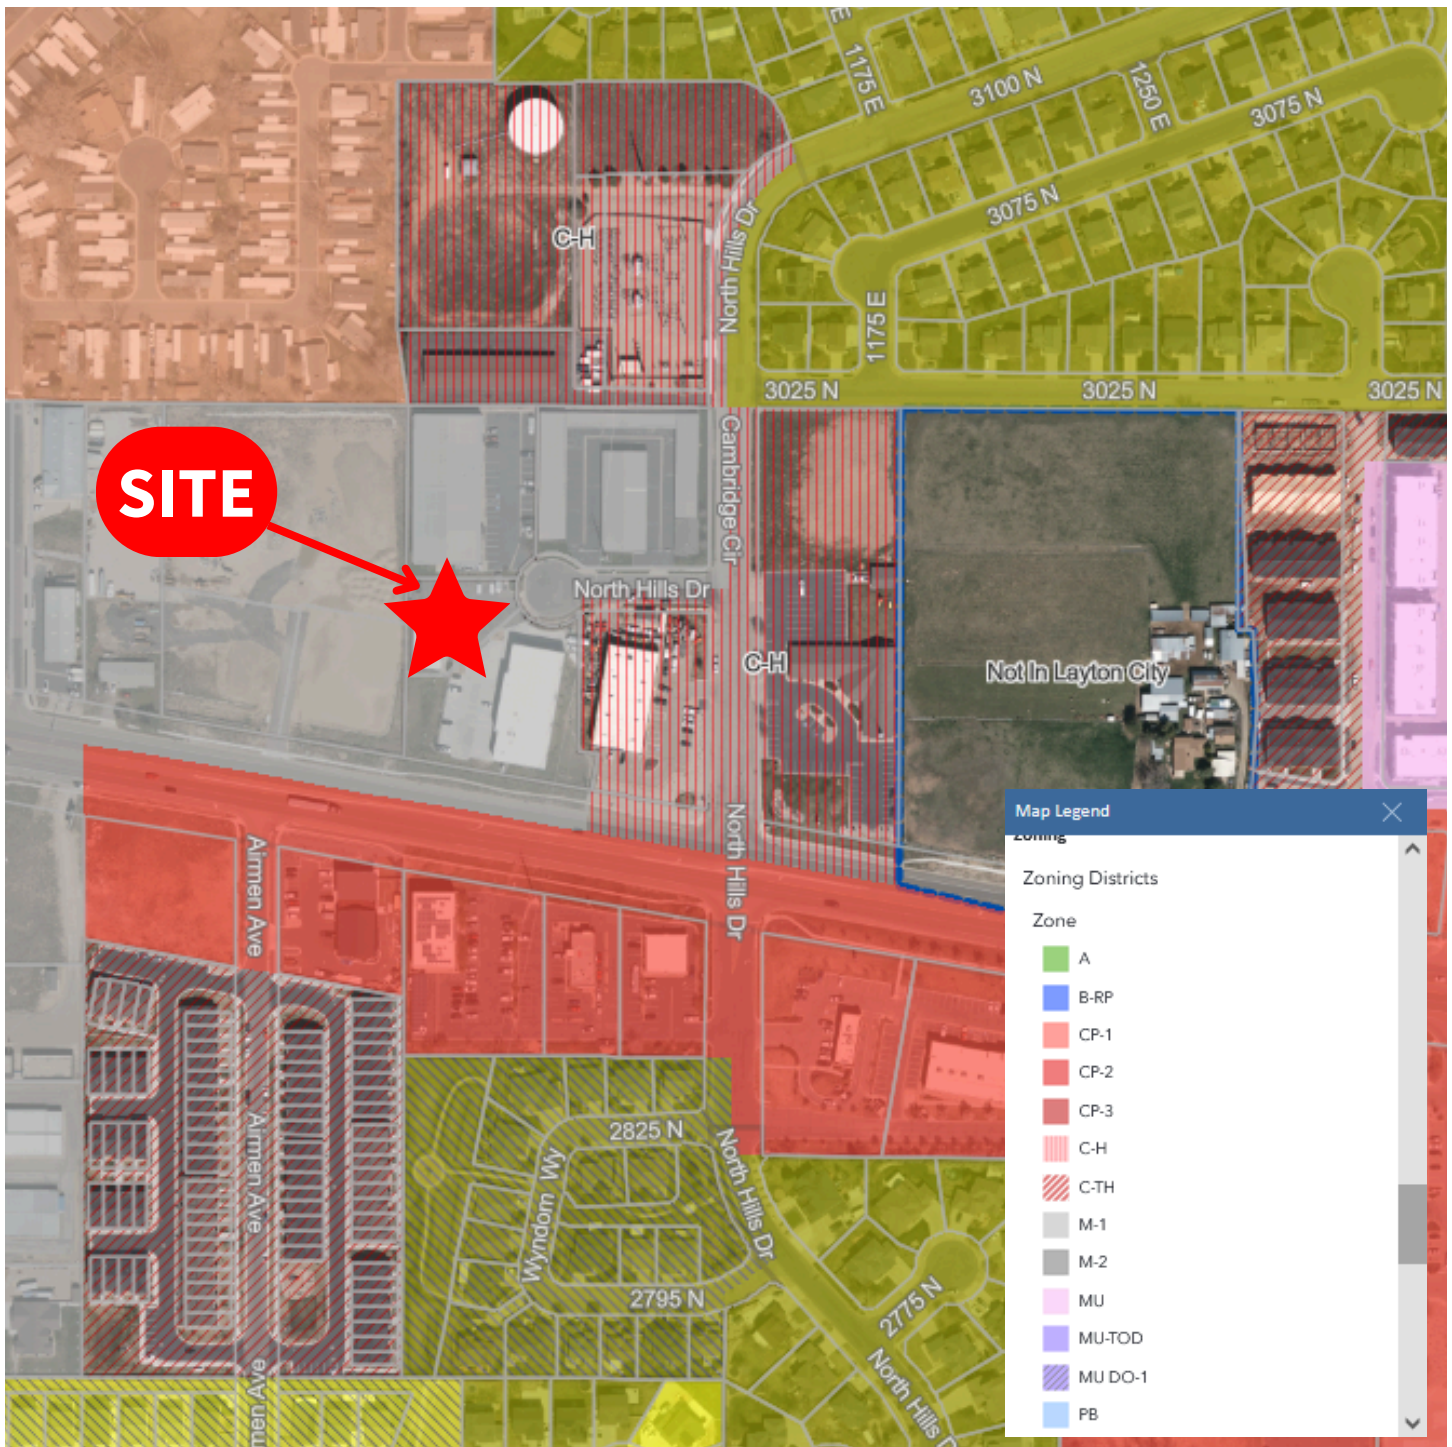 E
1175 E
3100 N
1250 E
3075 N
3075 N
North Hills Dr
C-H
1175 E
3025 N
3025 N
3025 N
SITE
Cambridge Cir
North Hills Dr
C-H
Not In Layton City
North Hills Dr
Airmen Ave
Airmen Ave
2825 N
Wyndom Wy
North Hills Dr
2795 N
2775 N
North Hills D
men Ave
Map Legend
Zoning
Zoning Districts
Zone
A
B-RP
CP-1
CP-2
CP-3
C-H
C-TH
M-1
M-2
MU
MU-TOD
MU DO-1
PB